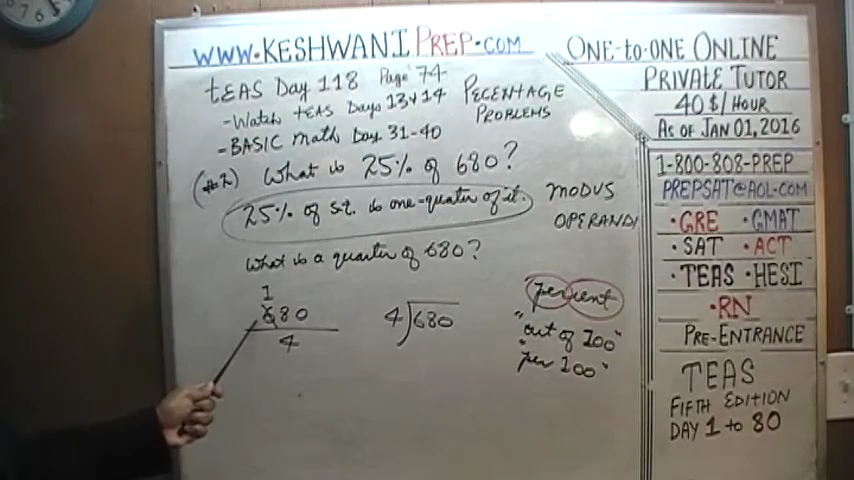 WWW.KESHWANIPREP.COM
TEAS Day 118 Page 74
-Watch TEAS Days 13 & 14
-BASIC Math Day 31-40
PECENTAGE
PROBLEMS
(#2) What is 25% of 680?
25% of s.t. is one-quarter of it.
MODUS
OPERANDI
What is a quarter of 680?
1
680
4
4)680
"percent"
"out of 100"
"per 100"
ONE-to-ONE ONLINE
PRIVATE TUTOR
40$/HOUR
AS OF JAN 01, 2016
1-800-808-PREP
PREPSAT@AOL.COM
•GRE •GMAT
•SAT •ACT
•TEAS •HESI
•RN
PRE-ENTRANCE
TEAS
FIFTH EDITION
DAY 1 to 80